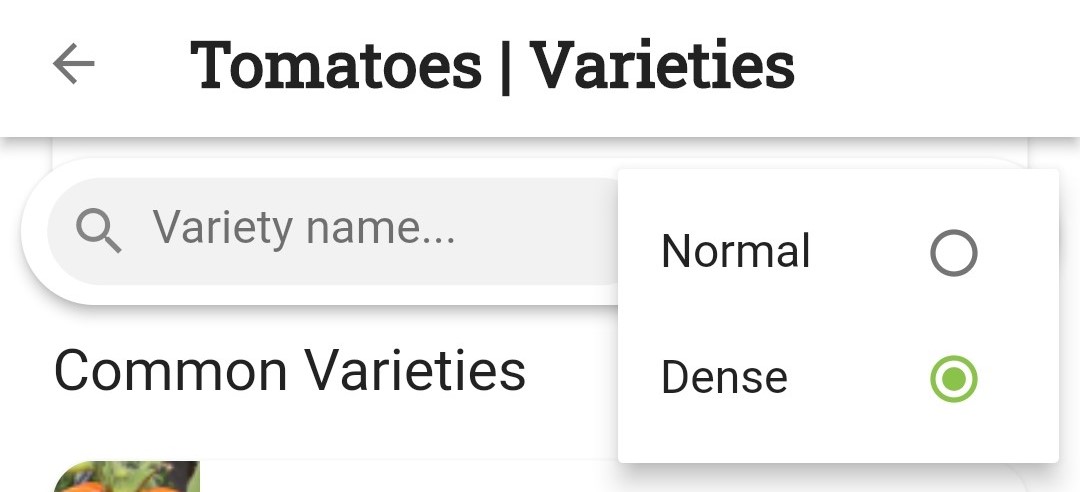 Tomatoes | Varieties
Variety name...
Normal
Dense
Common Varieties